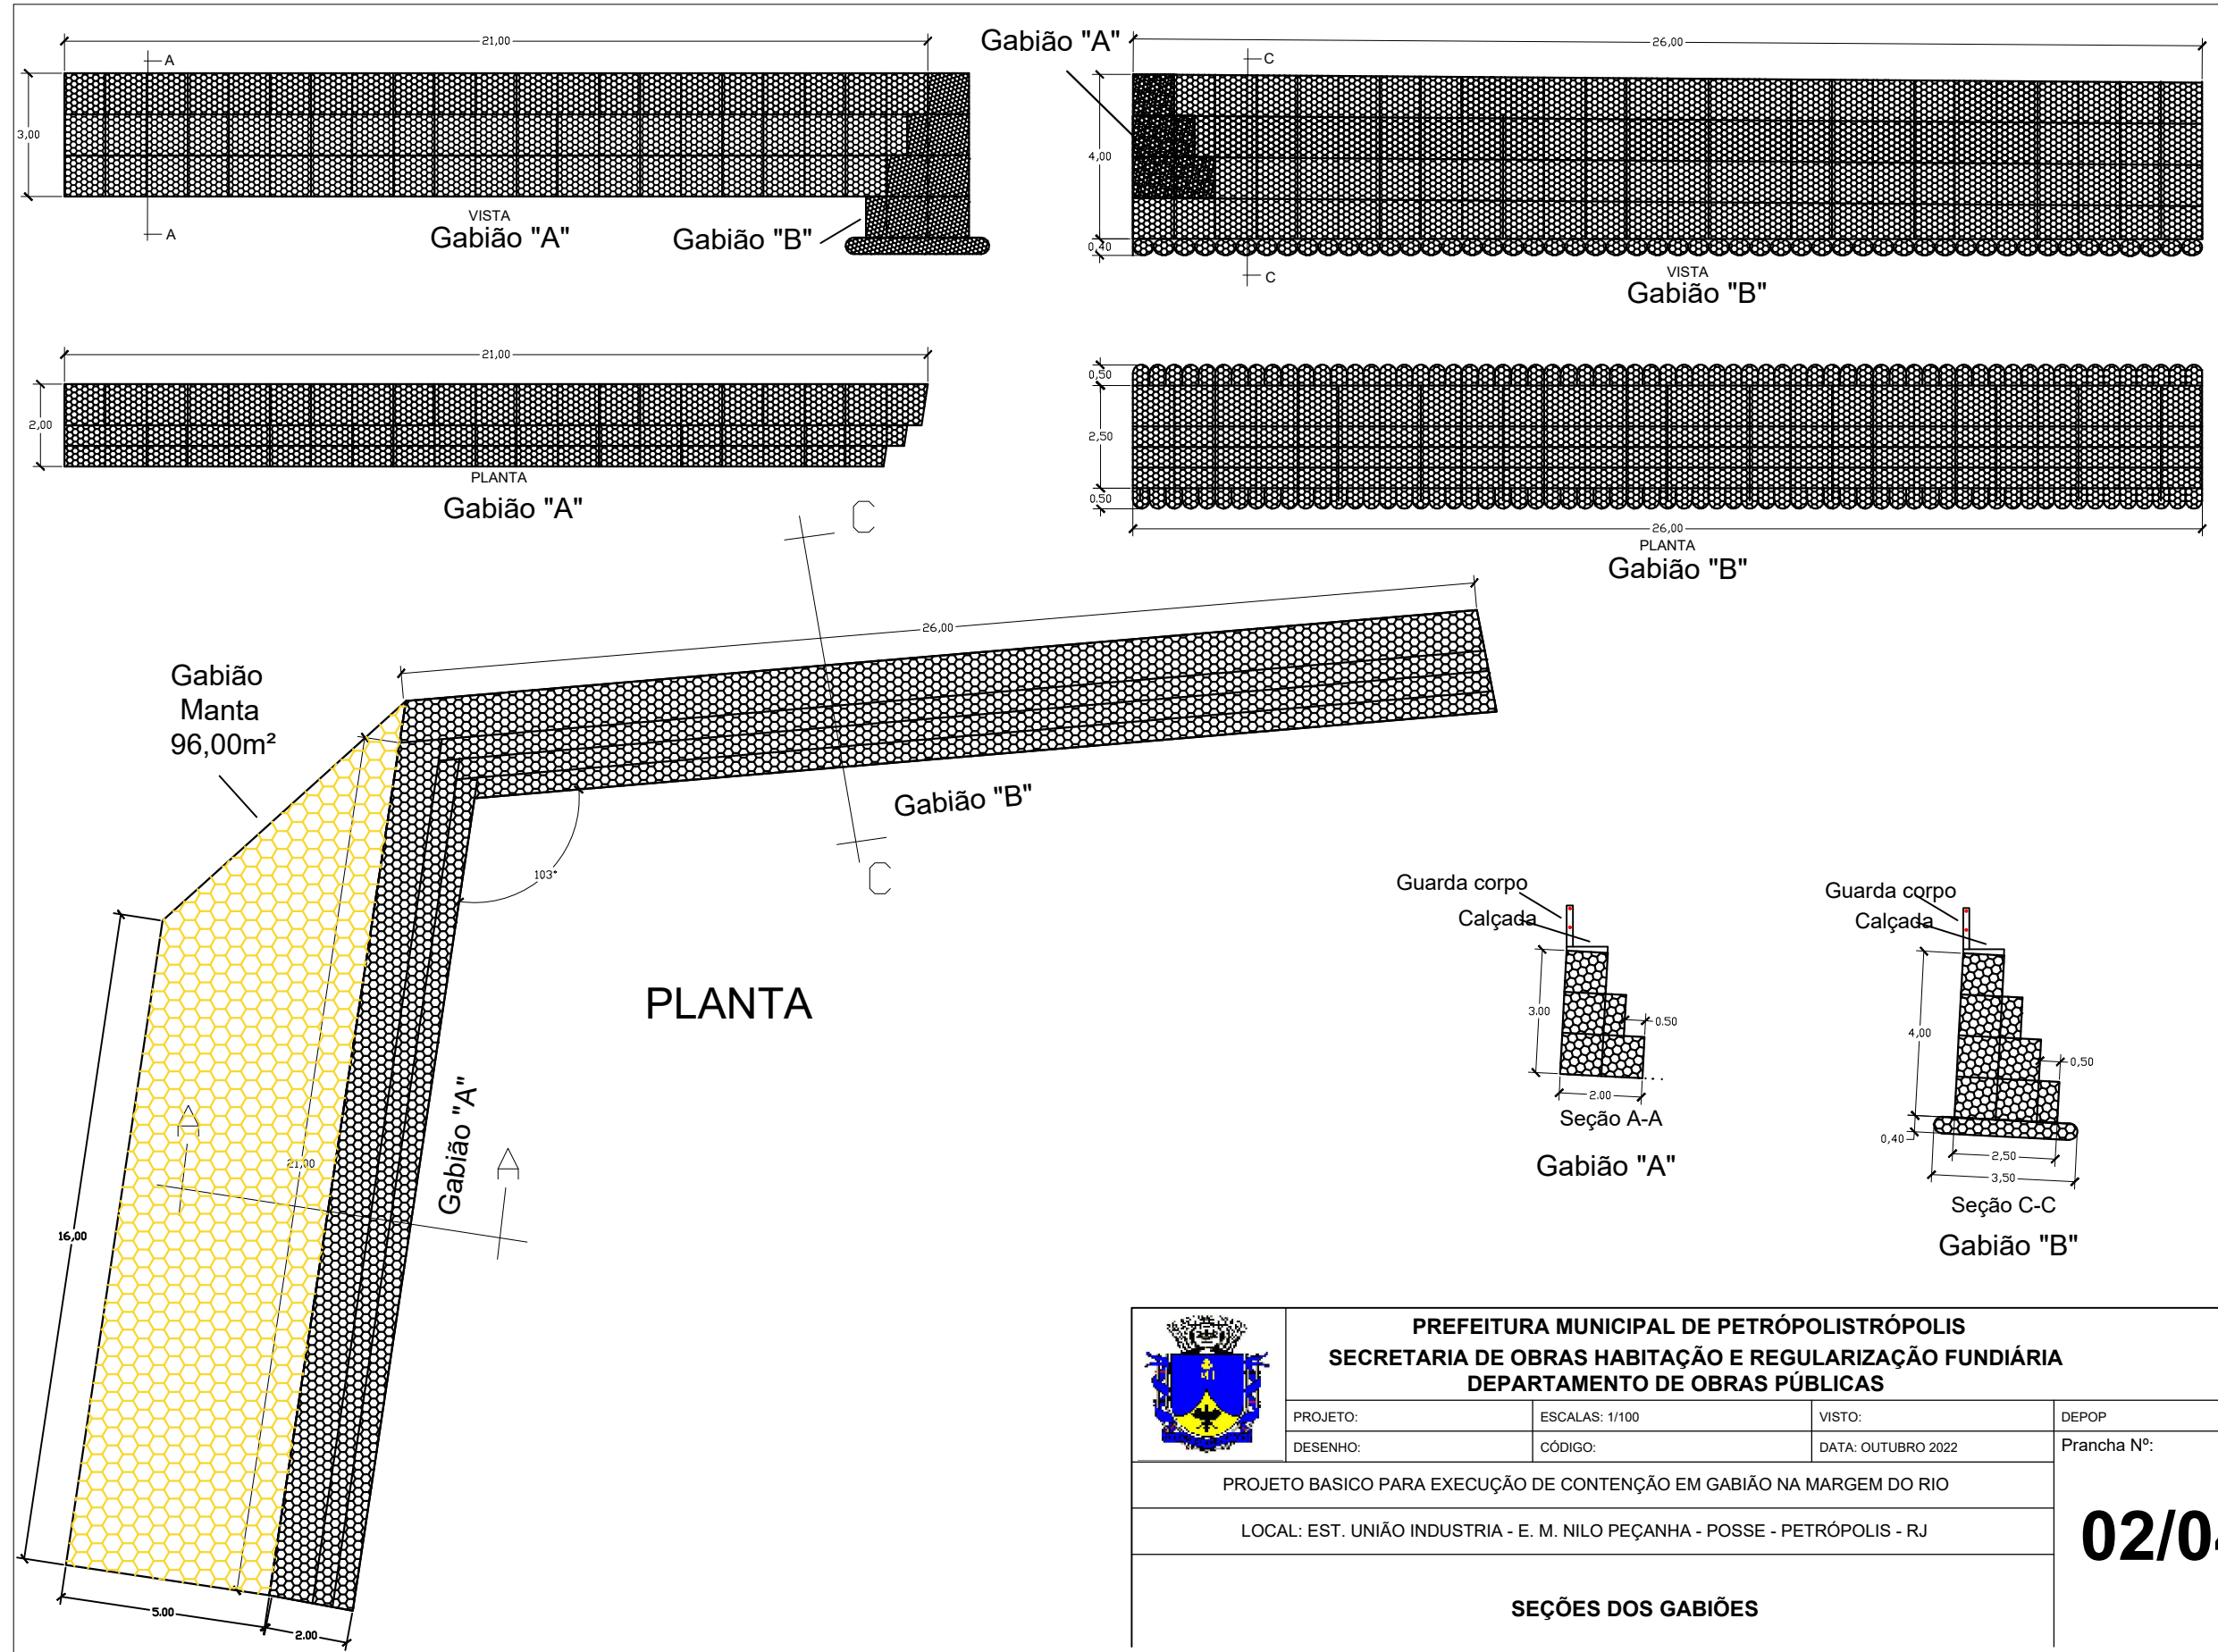 21,00
A
3,00
A
VISTA
Gabião "A"
Gabião "B"
Gabião "A"
26,00
C
4,00
0,40
C
VISTA
Gabião "B"
21,00
2,00
PLANTA
Gabião "A"
0,50
2,50
0,50
26,00
PLANTA
Gabião "B"
C
26,00
Gabião
Manta
96,00m²
Gabião "B"
103°
C
PLANTA
Gabião "A"
A
A
21,00
16,00
5.00
2.00
Guarda corpo
Calçada
3.00
0.50
2.00
Seção A-A
Gabião "A"
Guarda corpo
Calçada
4,00
0,50
0,40
2,50
3,50
Seção C-C
Gabião "B"
PREFEITURA MUNICIPAL DE PETRÓPOLISTRÓPOLIS
SECRETARIA DE OBRAS HABITAÇÃO E REGULARIZAÇÃO FUNDIÁRIA
DEPARTAMENTO DE OBRAS PÚBLICAS
PROJETO: ESCALAS: 1/100 VISTO: DEPOP
DESENHO: CÓDIGO: DATA: OUTUBRO 2022 Prancha Nº:
PROJETO BASICO PARA EXECUÇÃO DE CONTENÇÃO EM GABIÃO NA MARGEM DO RIO
LOCAL: EST. UNIÃO INDUSTRIA - E. M. NILO PEÇANHA - POSSE - PETRÓPOLIS - RJ
02/04
SEÇÕES DOS GABIÕES